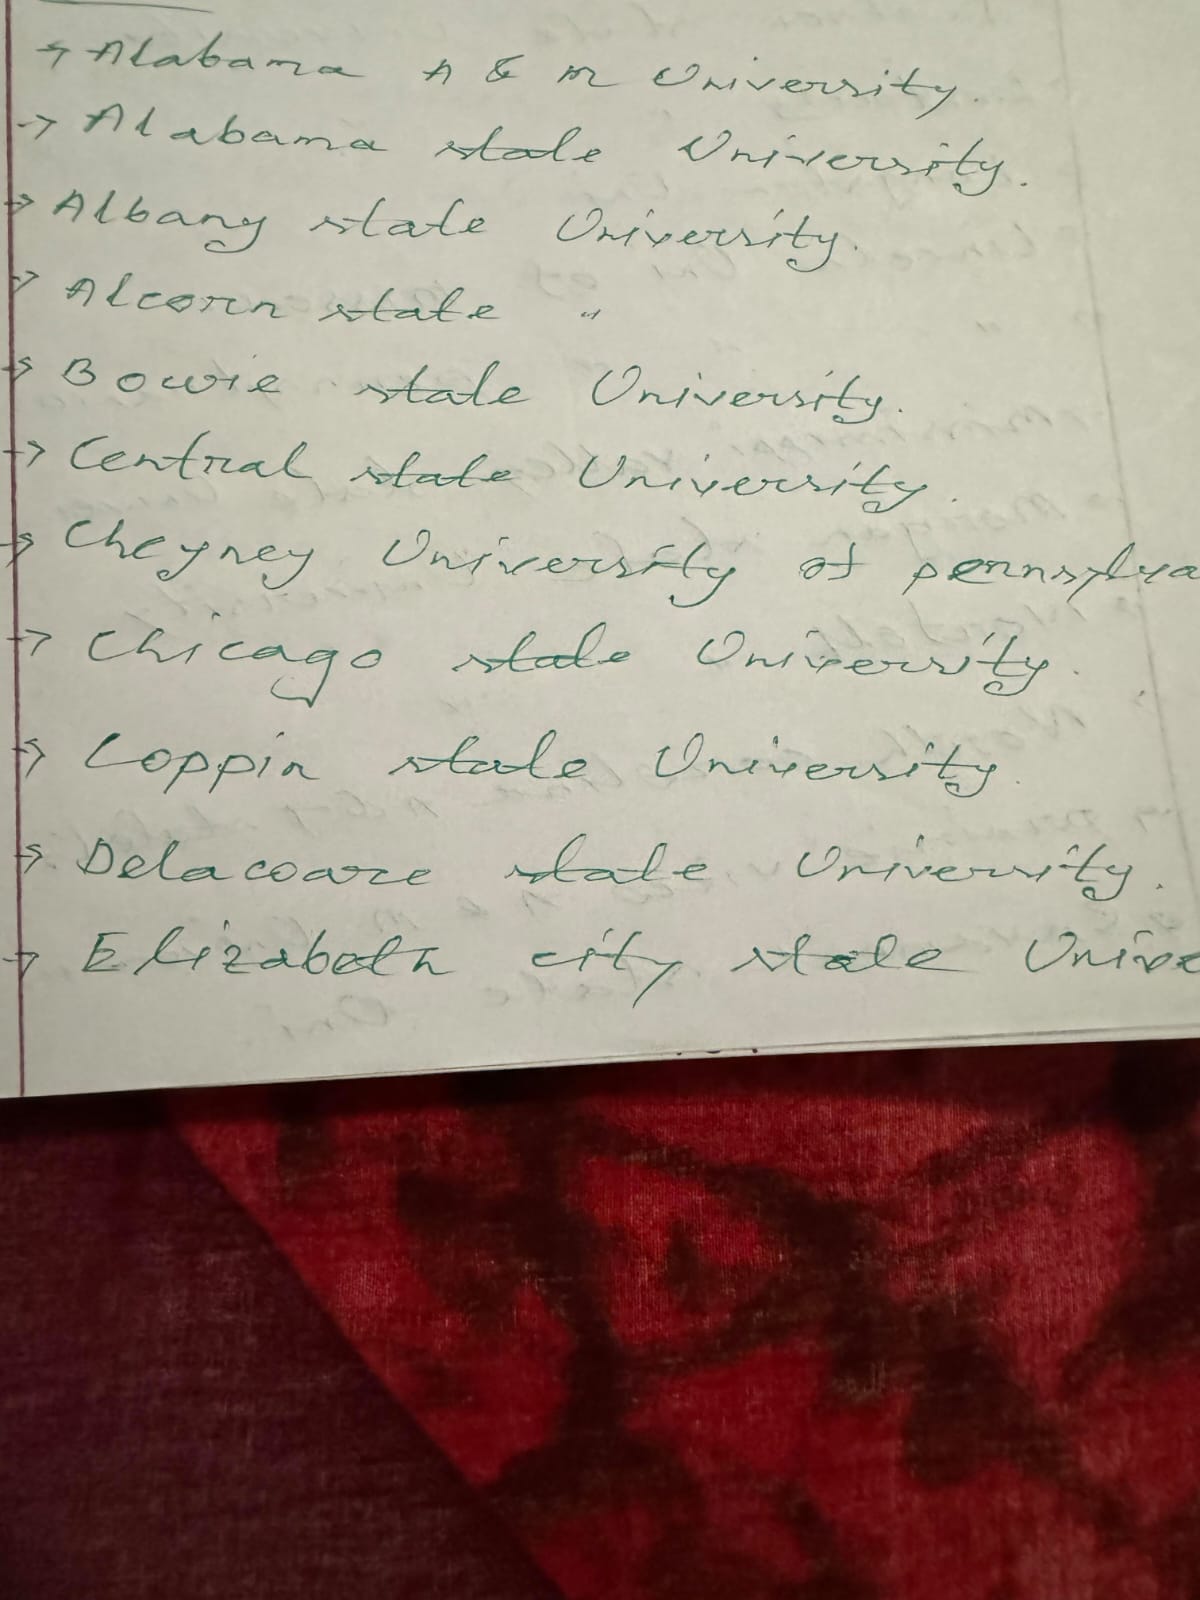 → Alabama A & M University.
→ Alabama state University.
→ Albany state University.
→ Alcorn state "
→ Bowie state University.
→ Central state University.
→ Cheyney University of pennsylva
→ Chicago state University.
→ Coppin state University.
→ Delaware state University.
→ Elizabeth city state Unive